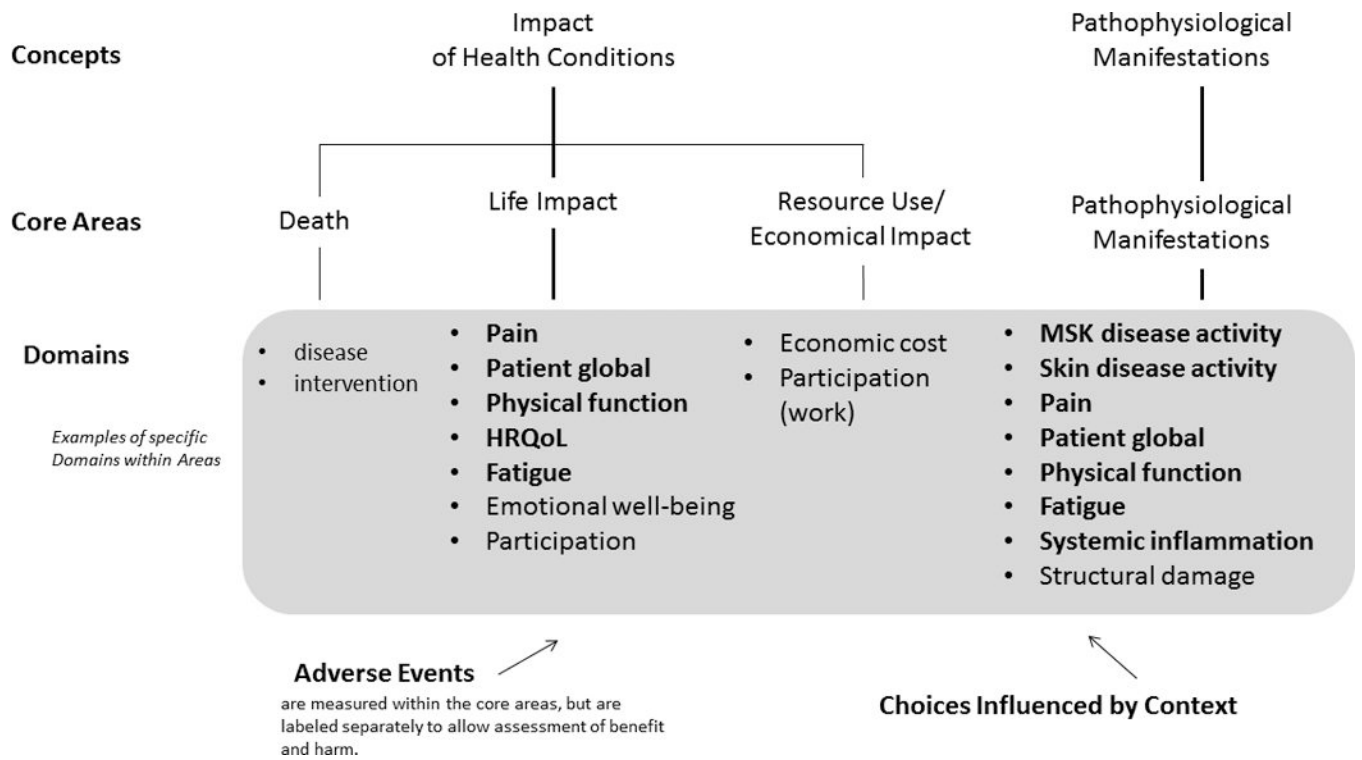 Concepts
Impact
of Health Conditions
Pathophysiological
Manifestations
Core Areas
Death
Life Impact
Resource Use/
Economical Impact
Pathophysiological
Manifestations
Domains
Examples of specific
Domains within Areas
• disease
• intervention
• Pain
• Patient global
• Physical function
• HRQoL
• Fatigue
• Emotional well-being
• Participation
• Economic cost
• Participation
(work)
• MSK disease activity
• Skin disease activity
• Pain
• Patient global
• Physical function
• Fatigue
• Systemic inflammation
• Structural damage
Adverse Events
are measured within the core areas, but are
labeled separately to allow assessment of benefit
and harm.
Choices Influenced by Context